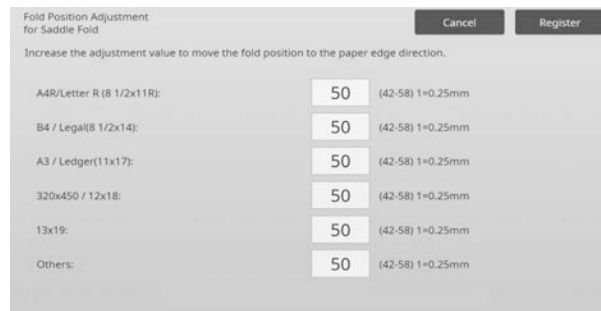 Fold Position Adjustment
for Saddle Fold
Cancel
Register
Increase the adjustment value to move the fold position to the paper edge direction.
A4R/Letter R (8 1/2x11R): 50 (42-58) 1=0.25mm
B4 / Legal(8 1/2x14): 50 (42-58) 1=0.25mm
A3 / Ledger(11x17): 50 (42-58) 1=0.25mm
320x450 / 12x18: 50 (42-58) 1=0.25mm
13x19: 50 (42-58) 1=0.25mm
Others: 50 (42-58) 1=0.25mm